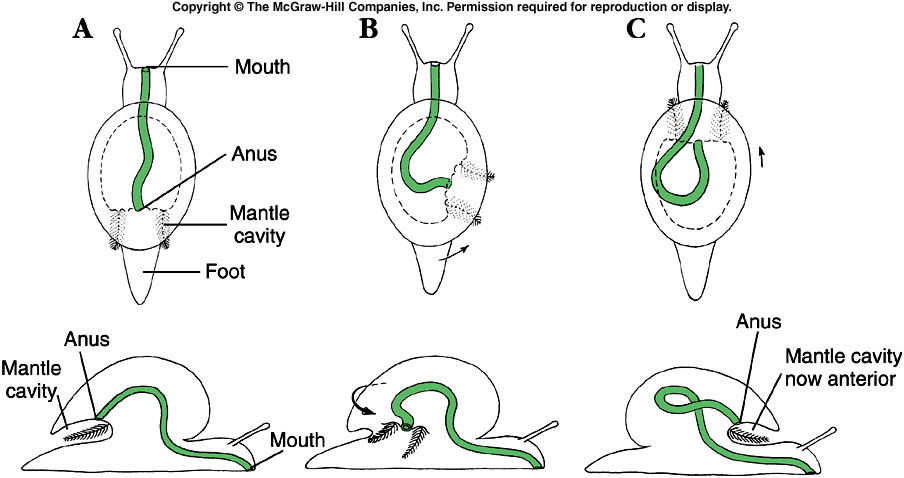 Copyright © The McGraw-Hill Companies, Inc. Permission required for reproduction or display.
A
B
C
Mouth
Anus
Mantle
cavity
Foot
Anus
Mantle
cavity
Mouth
Anus
Mantle cavity
now anterior